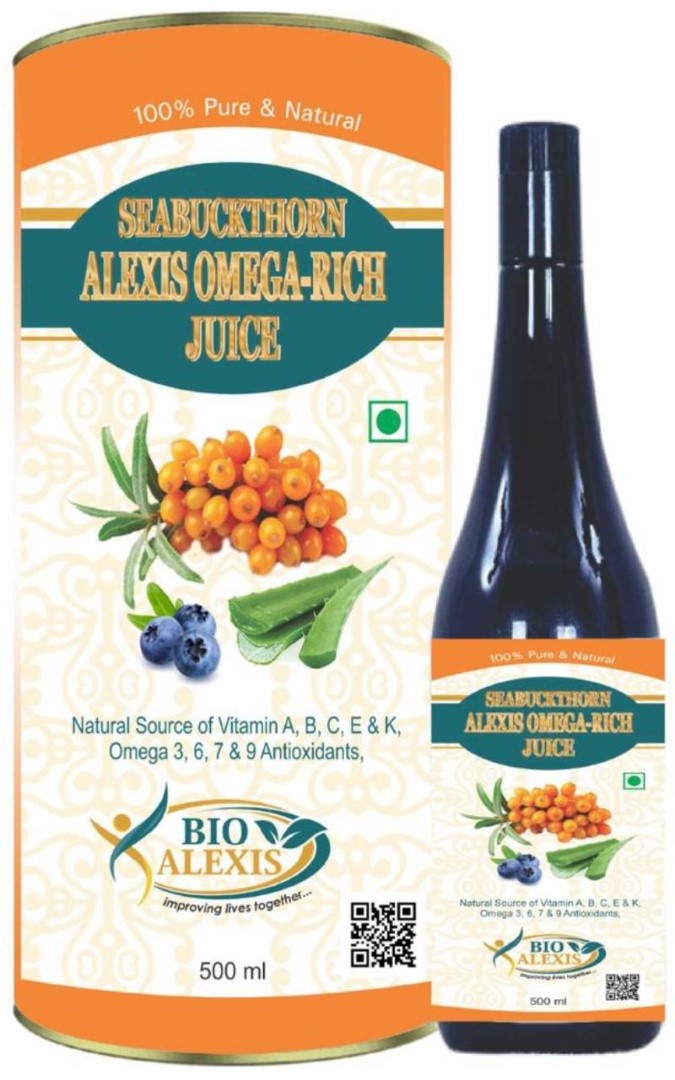 100% Pure & Natural
SEABUCKTHORN
ALEXIS OMEGA-RICH
JUICE
Natural Source of Vitamin A, B, C, E & K,
Omega 3, 6, 7 & 9 Antioxidants,
BIO
ALEXIS
improving lives together...
500 ml
100% Pure & Natural
SEABUCKTHORN
ALEXIS OMEGA-RICH
JUICE
Natural Source of Vitamin A, B, C, E & K,
Omega 3, 6, 7 & 9 Antioxidants,
BIO
ALEXIS
improving lives together...
500 ml